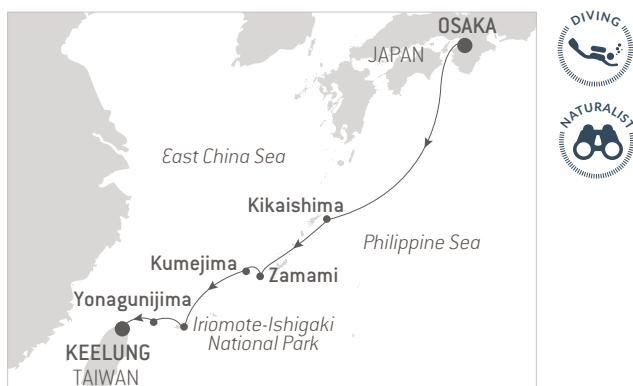 OSAKA
JAPAN
East China Sea
Kikaishima
Philippine Sea
Kumejima
Zamami
Yonagunijima
Iriomote-Ishigaki
National Park
KEELUNG
TAIWAN
DIVING
NATURALIST